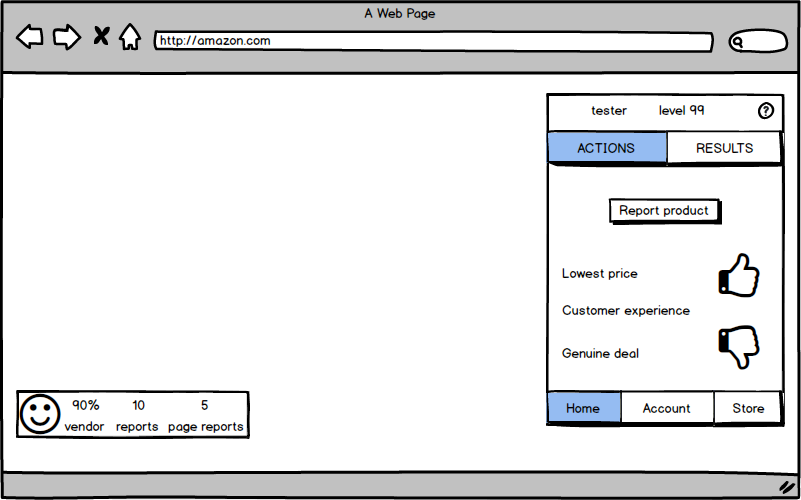 A Web Page
http://amazon.com
tester level 99 ?
ACTIONS RESULTS
Report product
Lowest price
Customer experience
Genuine deal
Home Account Store
90% 10 5
vendor reports page reports